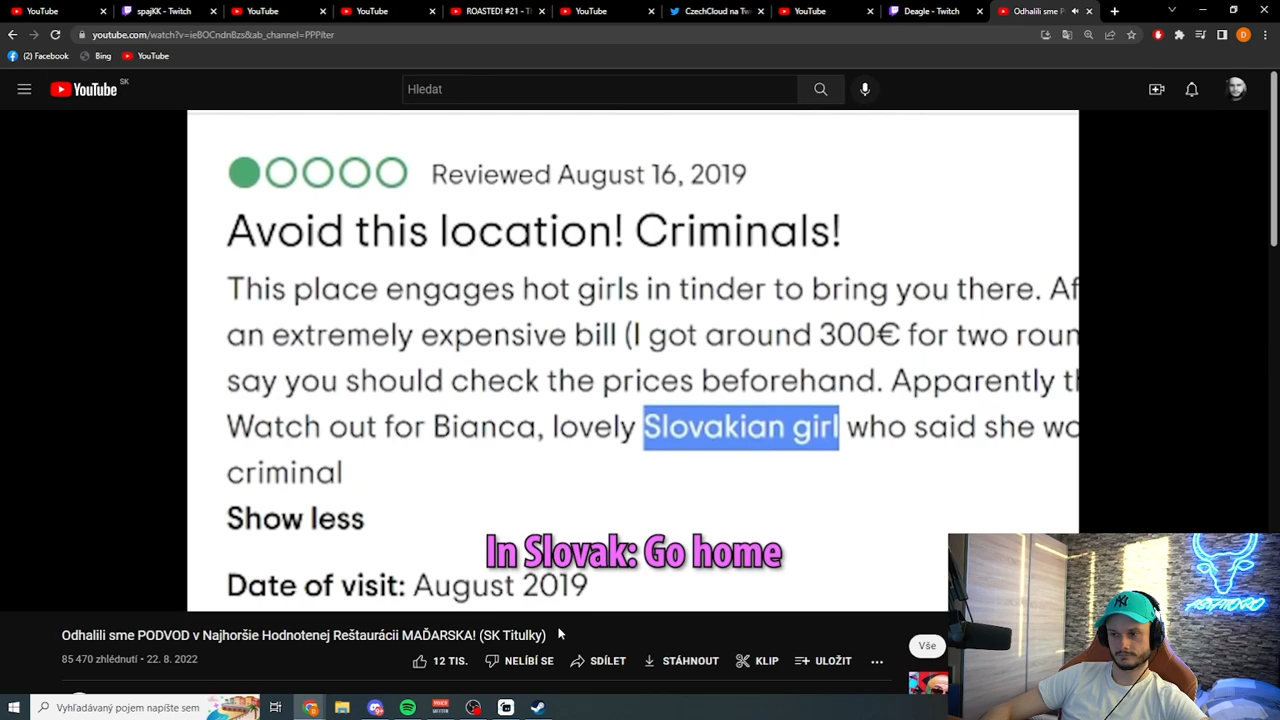 YouTube
spajKK - Twitch
YouTube
YouTube
ROASTED! #21 - T
YouTube
CzechCloud na Tw
YouTube
Deagle - Twitch
Odhalili sme P
youtube.com/watch?v=ieBOCndnBzs&ab_channel=PPPíter
(2) Facebook
Bing
YouTube
YouTube SK
Hledat
Reviewed August 16, 2019
Avoid this location! Criminals!
This place engages hot girls in tinder to bring you there. Af
an extremely expensive bill (I got around 300€ for two roun
say you should check the prices beforehand. Apparently th
Watch out for Bianca, lovely Slovakian girl who said she wo
criminal
Show less
In Slovak: Go home
Date of visit: August 2019
Odhalili sme PODVOD v Najhoršie Hodnotenej Reštaurácii MAĎARSKA! (SK Titulky)
85 470 zhlédnutí • 22. 8. 2022
12 TIS.
NELÍBÍ SE
SDÍLET
STÁHNOUT
KLIP
ULOŽIT
Vše
Vyhľadávaný pojem napíšte sem